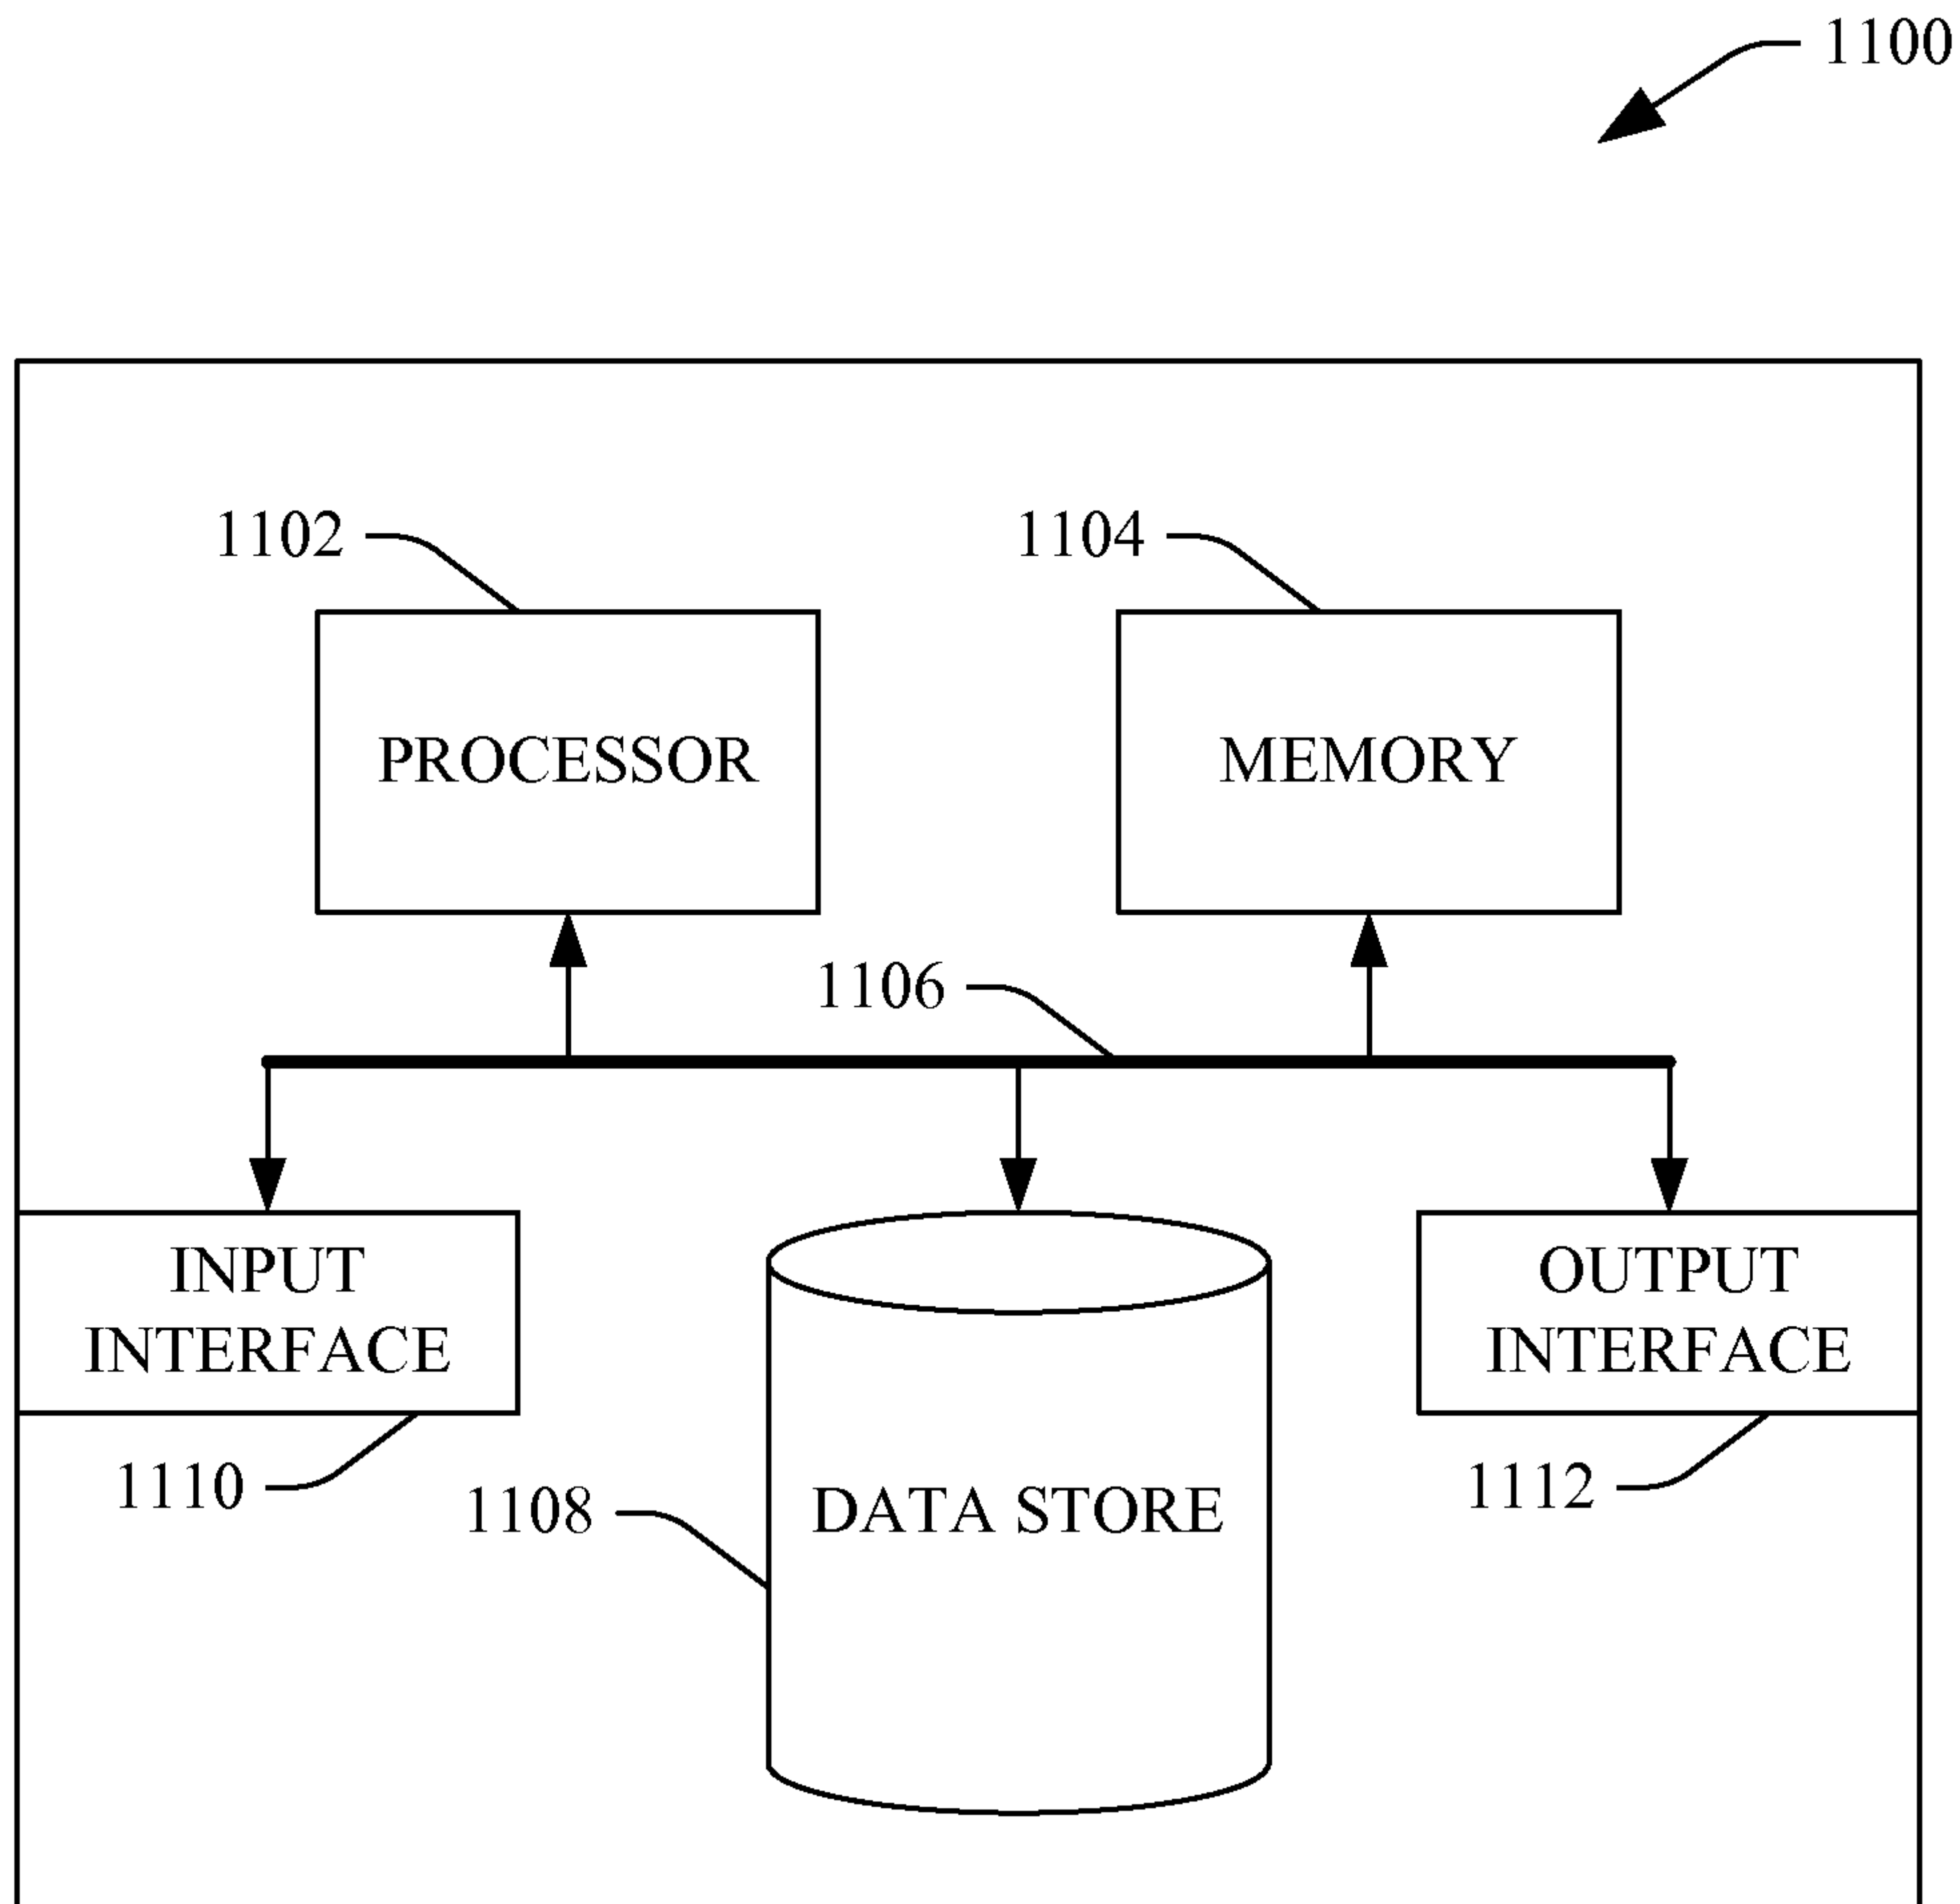 1100
1102
1104
PROCESSOR
MEMORY
1106
INPUT
INTERFACE
OUTPUT
INTERFACE
1110
1108
DATA STORE
1112